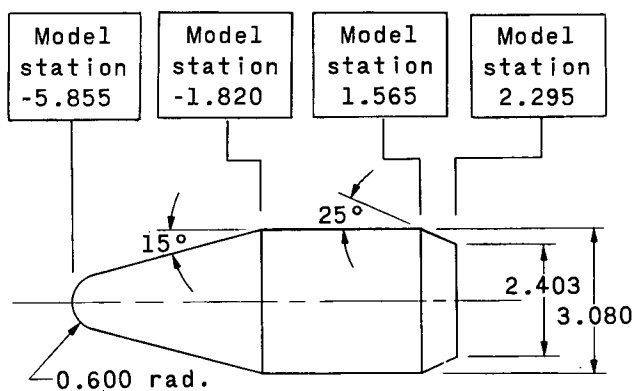 Model
station
-5.855
Model
station
-1.820
Model
station
1.565
Model
station
2.295
15°
25°
2.403
3.080
0.600 rad.